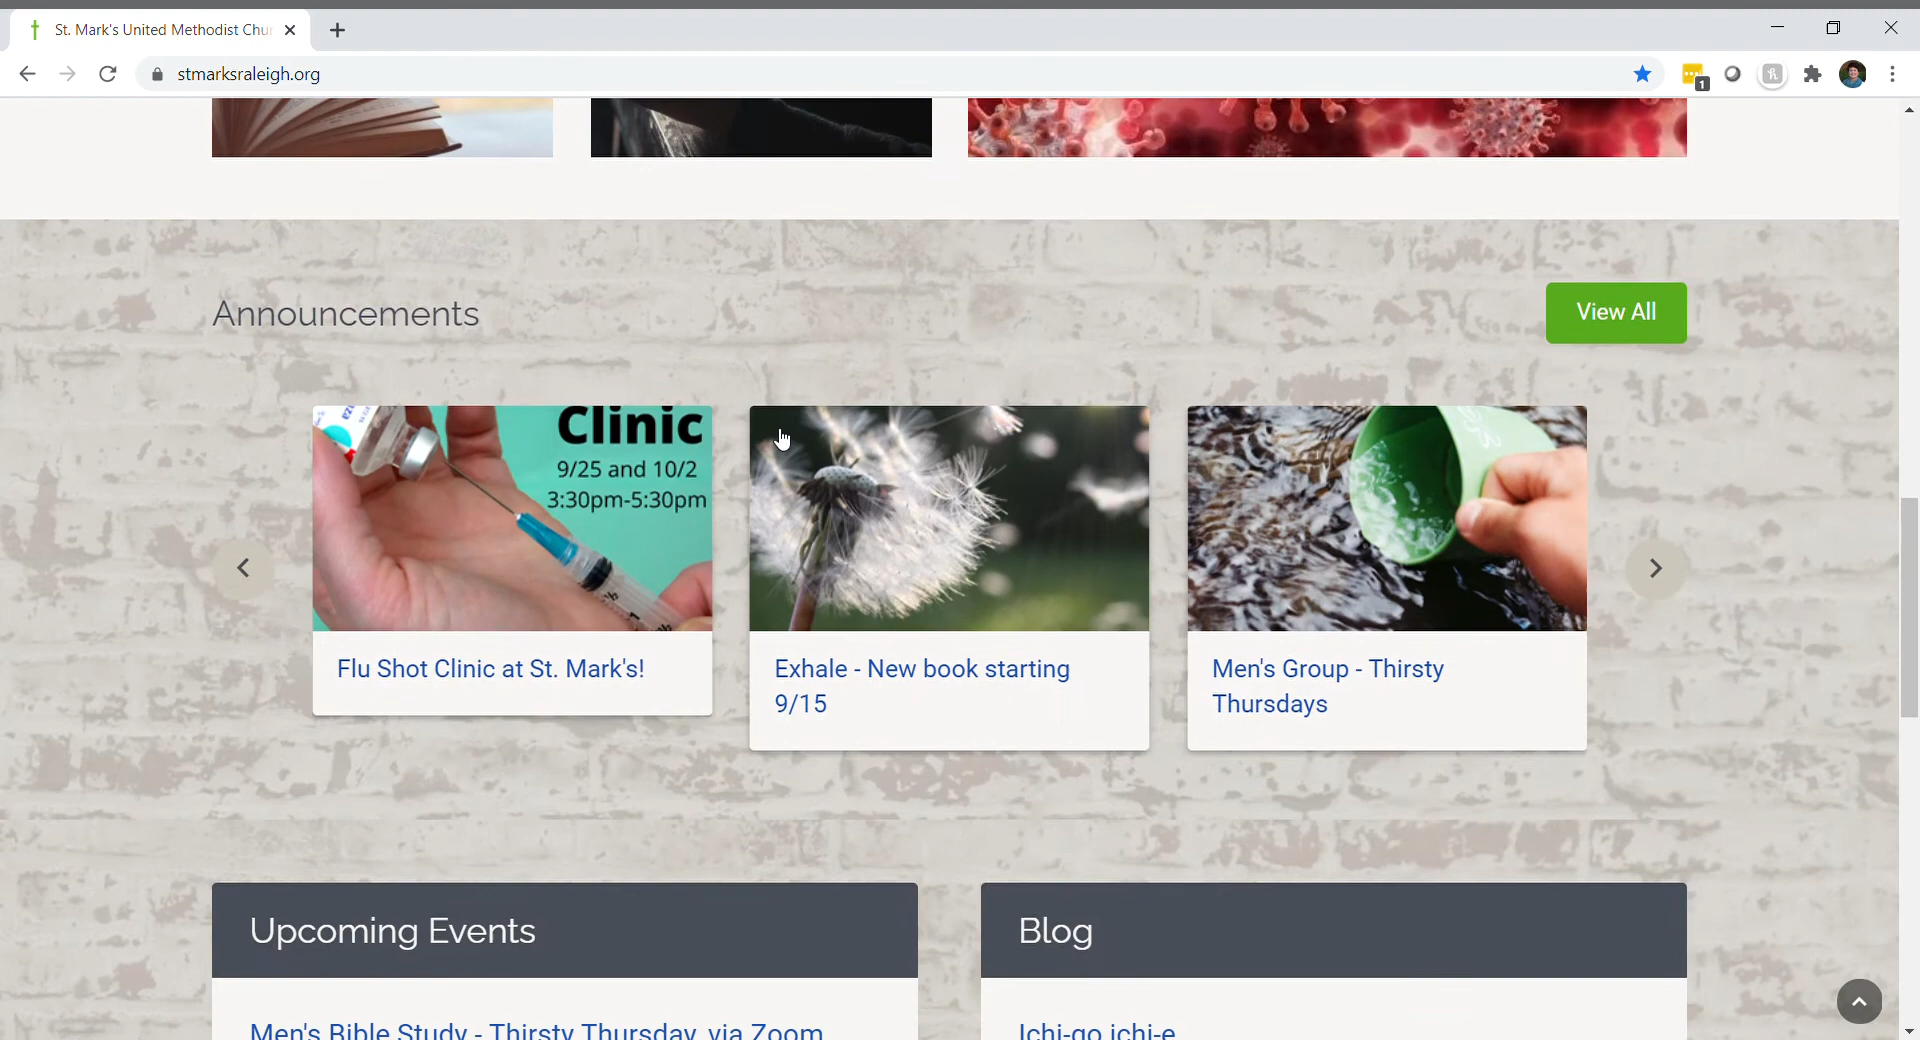 St. Mark's United Methodist Chur
stmarksraleigh.org
1
Announcements
View All
Clinic
9/25 and 10/2
3:30pm-5:30pm
Flu Shot Clinic at St. Mark's!
Exhale - New book starting
9/15
Men's Group - Thirsty
Thursdays
Upcoming Events
Blog
Men's Bible Study - Thirsty Thursday, via Zoom
Ichi-go ichi-e